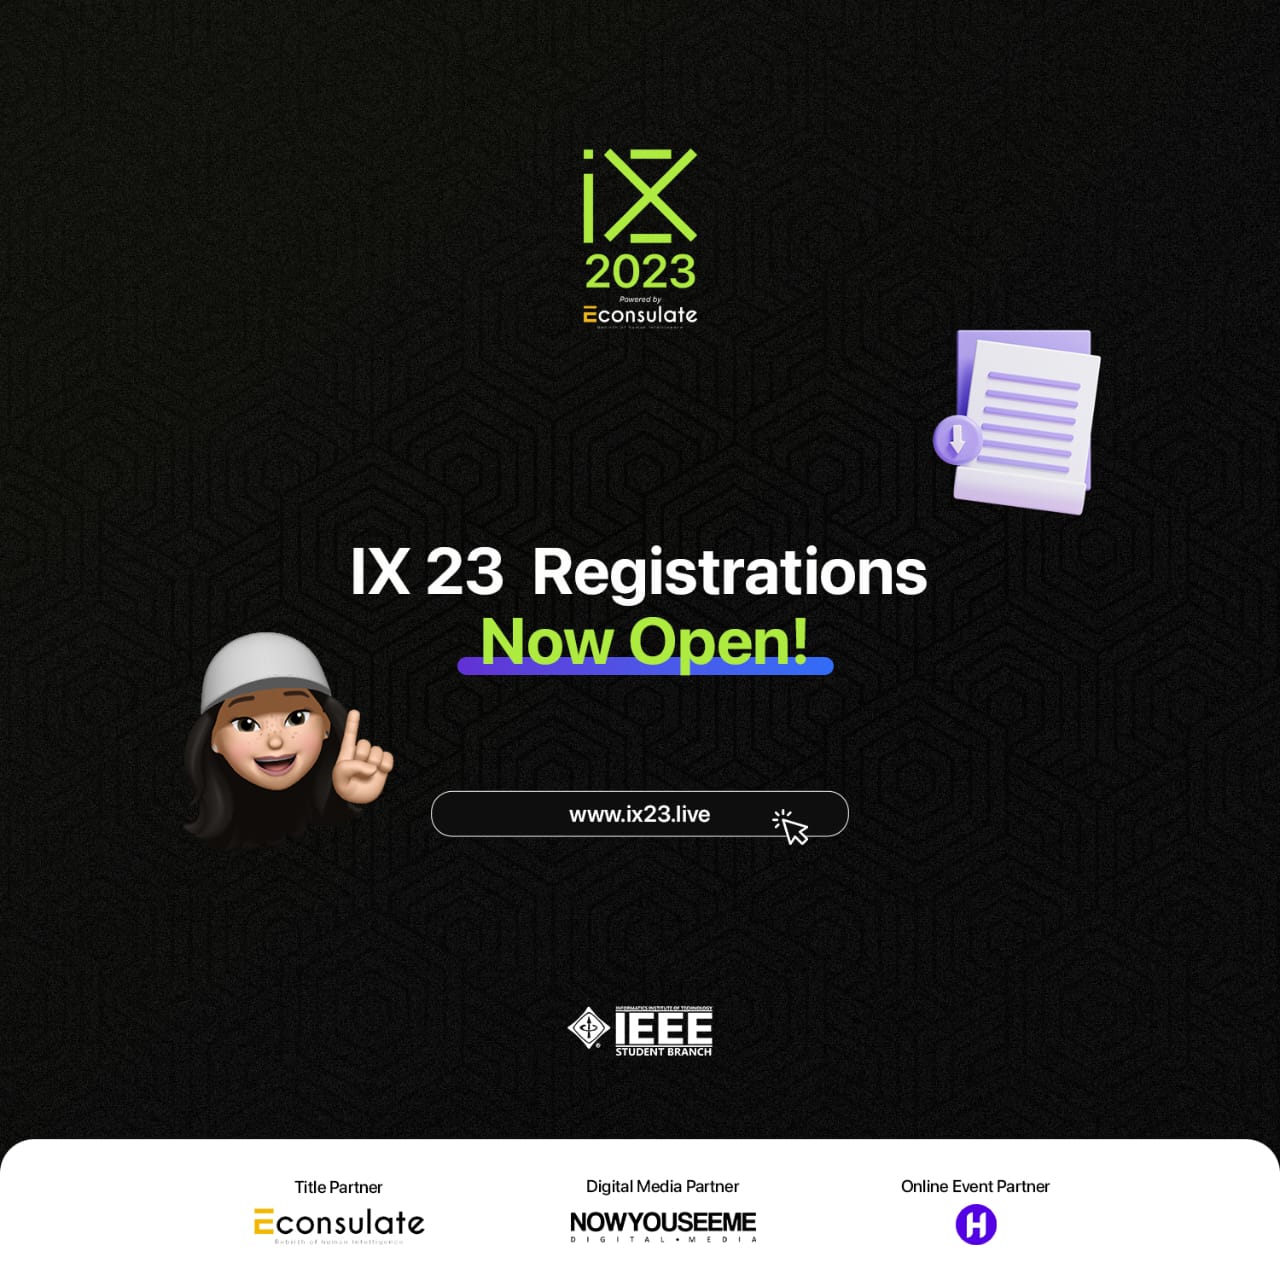 iX
2023
Powered by
Econsulate
Rebirth of Human Intelligence
IX 23 Registrations
Now Open!
www.ix23.live
INFORMATICS INSTITUTE OF TECHNOLOGY
IEEE
STUDENT BRANCH
Title Partner
Econsulate
Rebirth of Human Intelligence
Digital Media Partner
NOWYOUSEEME
DIGITAL • MEDIA
Online Event Partner
H